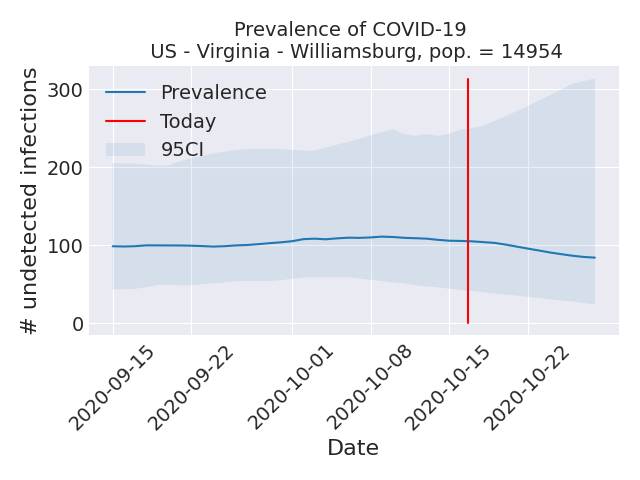 Prevalence of COVID-19
US - Virginia - Williamsburg, pop. = 14954
# undetected infections
300
200
100
0
Prevalence
Today
95CI
2020-09-15
2020-09-22
2020-10-01
2020-10-08
2020-10-15
2020-10-22
Date